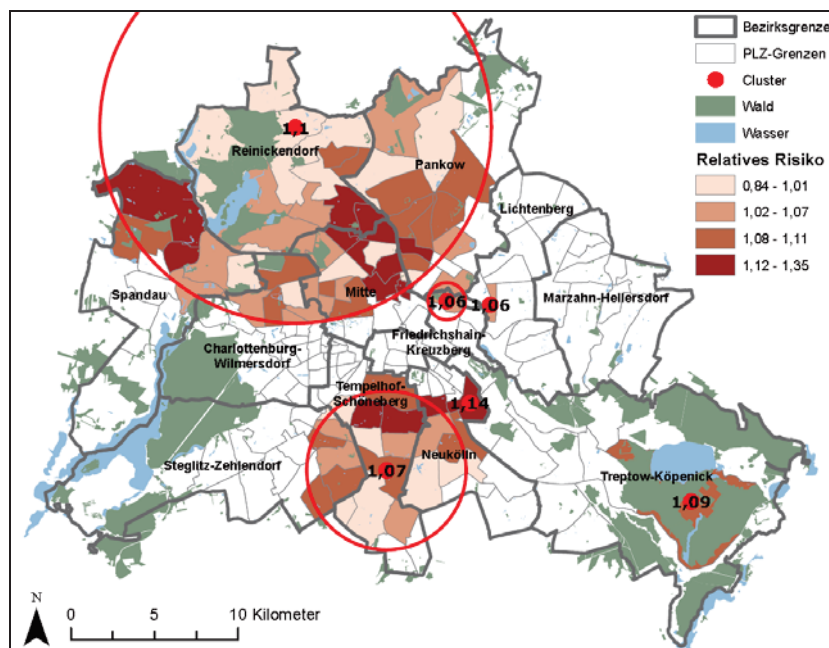 Bezirksgrenze
PLZ-Grenzen
Cluster
Wald
Wasser
Relatives Risiko
0,84 - 1,01
1,02 - 1,07
1,08 - 1,11
1,12 - 1,35
1,1
Reinickendorf
Pankow
Lichtenberg
Spandau
Mitte
1,06
1,06
Marzahn-Hellersdorf
Friedrichshain-
Kreuzberg
Charlottenburg-
Wilmersdorf
Tempelhof-
Schöneberg
1,14
Neukölln
Steglitz-Zehlendorf
1,07
Treptow-Köpenick
1,09
N
0 5 10 Kilometer